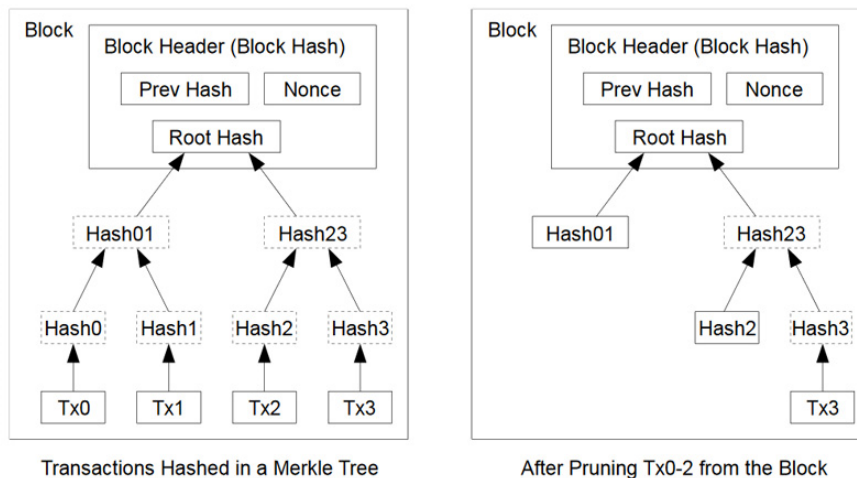 Block
Block Header (Block Hash)
Prev Hash
Nonce
Root Hash
Hash01
Hash23
Hash0
Hash1
Hash2
Hash3
Tx0
Tx1
Tx2
Tx3
Transactions Hashed in a Merkle Tree
Block
Block Header (Block Hash)
Prev Hash
Nonce
Root Hash
Hash01
Hash23
Hash2
Hash3
Tx3
After Pruning Tx0-2 from the Block